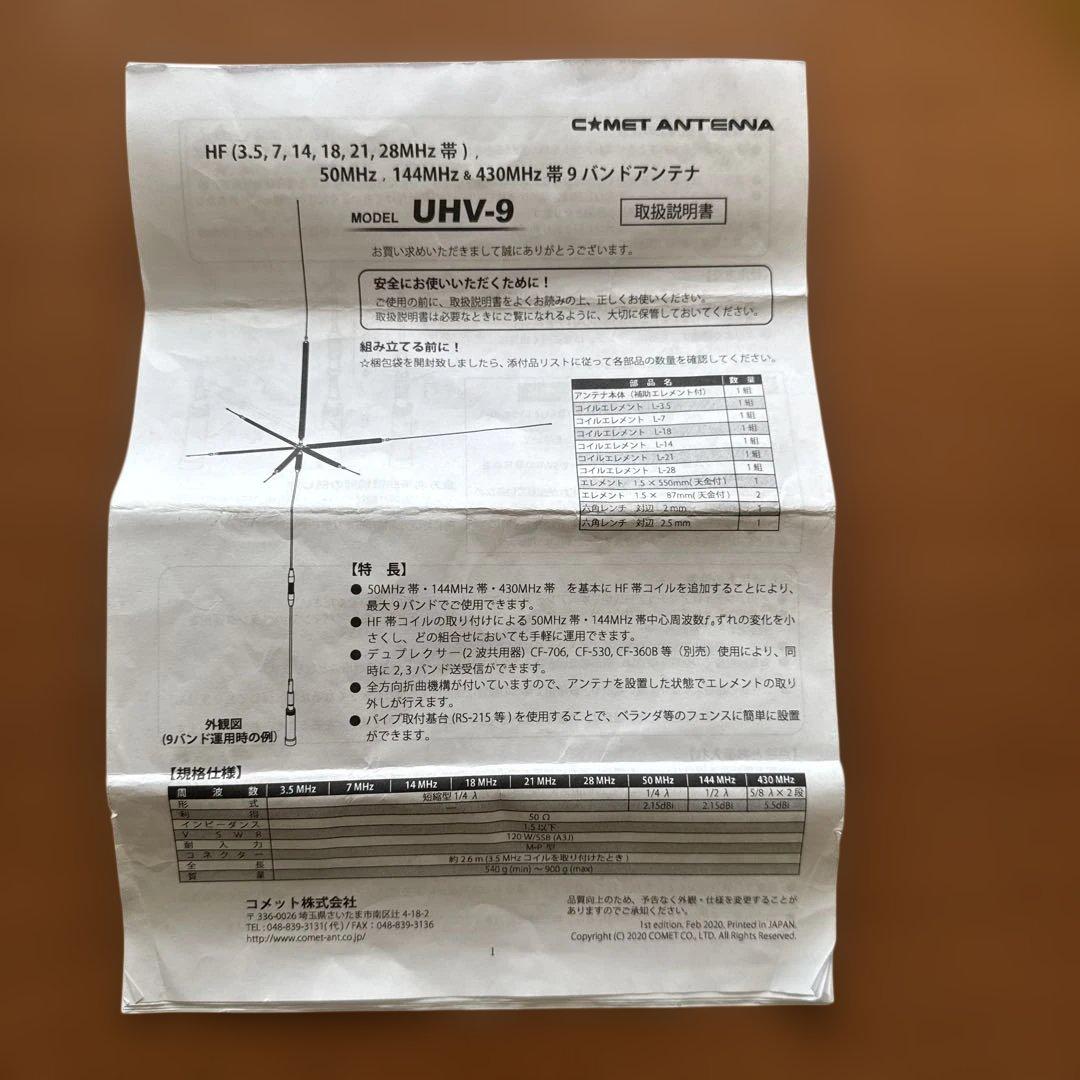 C★MET ANTENNA
HF (3.5, 7, 14, 18, 21, 28MHz 帯) ,
50MHz , 144MHz & 430MHz 帯 9 バンドアンテナ
MODEL UHV-9 取扱説明書
お買い求めいただきまして誠にありがとうございます。
安全にお使いいただくために！
ご使用の前に、取扱説明書をよくお読みの上、正しくお使いください。
取扱説明書は必要なときにご覧になれるように、大切に保管しておいてください。
組み立てる前に！
☆梱包袋を開封致しましたら、添付品リストに従って各部品の数量を確認してください。
部品名 数量
アンテナ本体（補助エレメント付） 1組
コイルエレメント L-3.5 1組
コイルエレメント L-7 1組
コイルエレメント L-18 1組
コイルエレメント L-14 1組
コイルエレメント L-21 1組
コイルエレメント L-28 1組
エレメント 1.5 × 550mm(天金付) 1
エレメント 1.5 × 87mm(天金付) 2
六角レンチ 対辺 2 mm 1
六角レンチ 対辺 2.5 mm 1
【特 長】
● 50MHz 帯・144MHz 帯・430MHz 帯 を基本に HF 帯コイルを追加することにより、
最大 9 バンドでご使用できます。
● HF 帯コイルの取り付けによる 50MHz 帯・144MHz 帯中心周波数f₀ずれの変化を小
さくし、どの組合せにおいても手軽に運用できます。
● デュプレクサー(2 波共用器) CF-706, CF-530, CF-360B 等（別売）使用により、同
時に 2, 3 バンド送受信ができます。
● 全方向折曲機構が付いていますので、アンテナを設置した状態でエレメントの取り
外しが行えます。
● パイプ取付基台 (RS-215 等) を使用することで、ベランダ等のフェンスに簡単に設置
ができます。
外観図
(9バンド運用時の例)
【規格仕様】
周波数 3.5 MHz 7 MHz 14 MHz 18 MHz 21 MHz 28 MHz 50 MHz 144 MHz 430 MHz
形式 短縮型 1/4 λ 1/4 λ 1/2 λ 5/8 λ × 2 段
利得 — 2.15dBi 2.15dBi 5.5dBi
インピーダンス 50 Ω
VSWR 1.5 以下
耐入力 120 W/SSB (A3J)
コネクター M-P 型
全長 約 2.6 m (3.5 MHz コイルを取り付けたとき)
質量 540 g (min) ～ 900 g (max)
コメット株式会社
〒336-0026 埼玉県さいたま市南区辻 4-18-2
TEL : 048-839-3131( 代 ) / FAX : 048-839-3136
http://www.comet-ant.co.jp/
品質向上のため、予告なく外観・仕様を変更することが
ありますのでご承知ください。
1st edition. Feb 2020. Printed in JAPAN.
Copyright (C) 2020 COMET CO., LTD. All Rights Reserved.
1